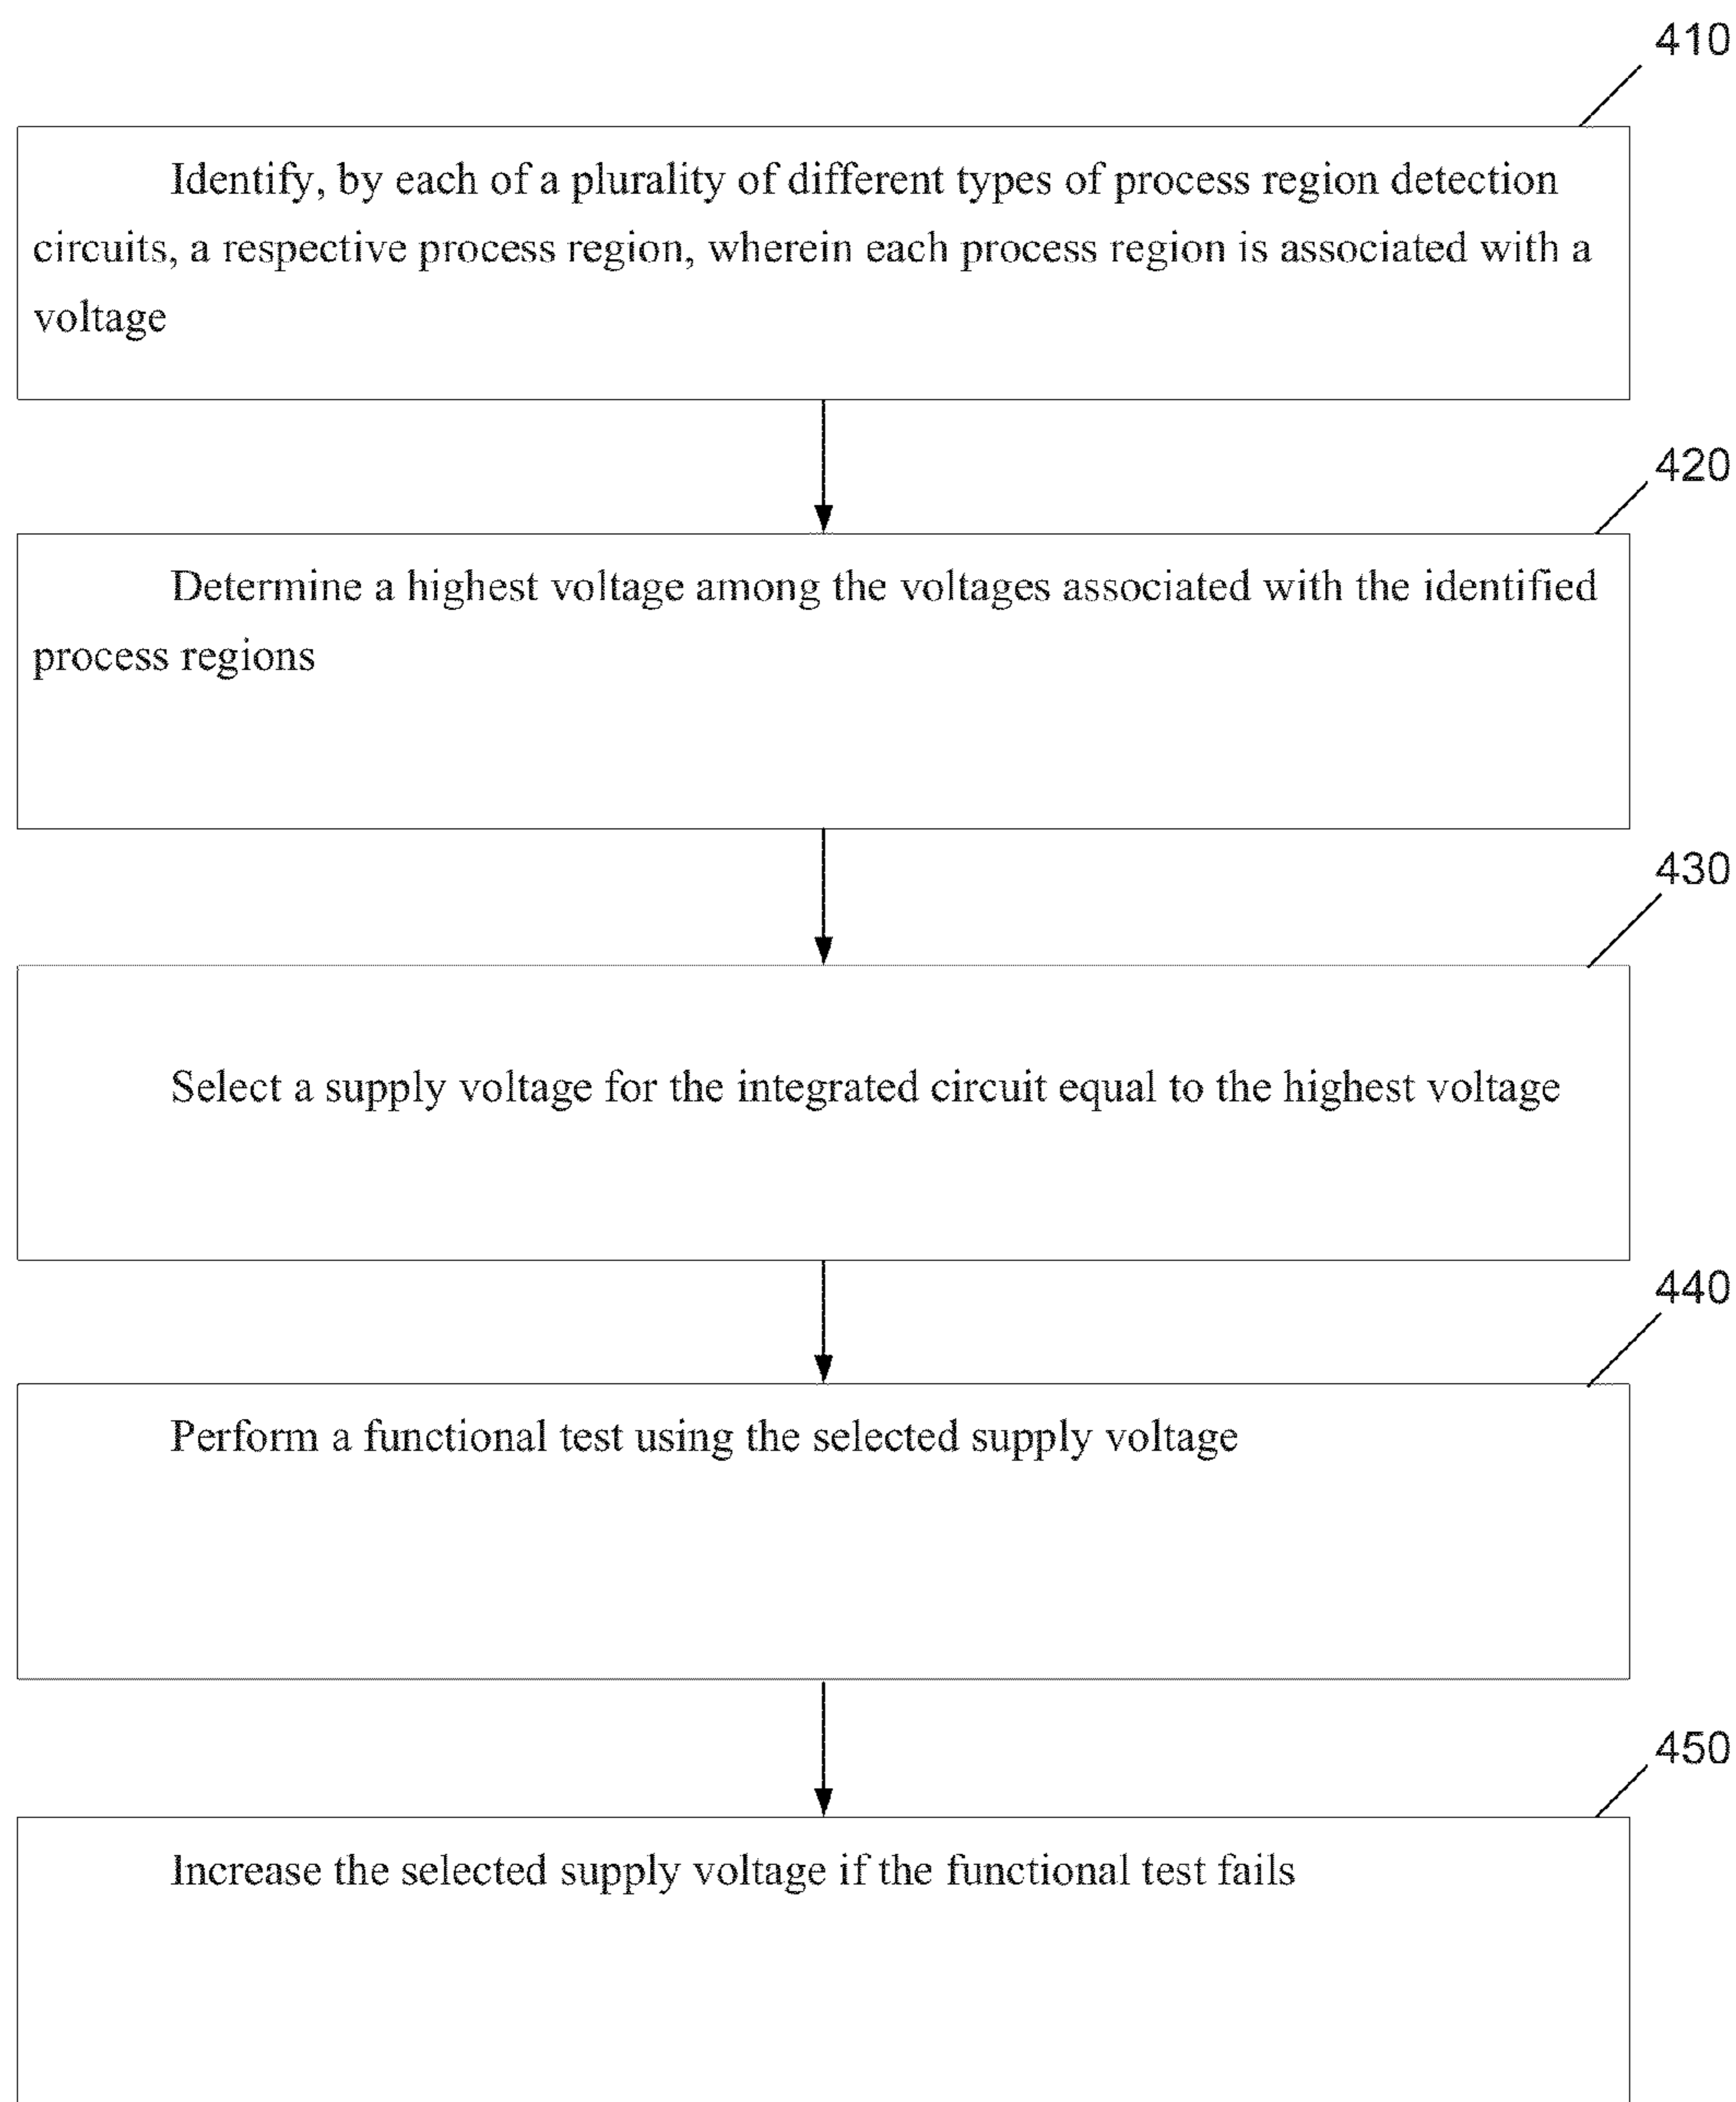 410
Identify, by each of a plurality of different types of process region detection
circuits, a respective process region, wherein each process region is associated with a
voltage
420
Determine a highest voltage among the voltages associated with the identified
process regions
430
Select a supply voltage for the integrated circuit equal to the highest voltage
440
Perform a functional test using the selected supply voltage
450
Increase the selected supply voltage if the functional test fails